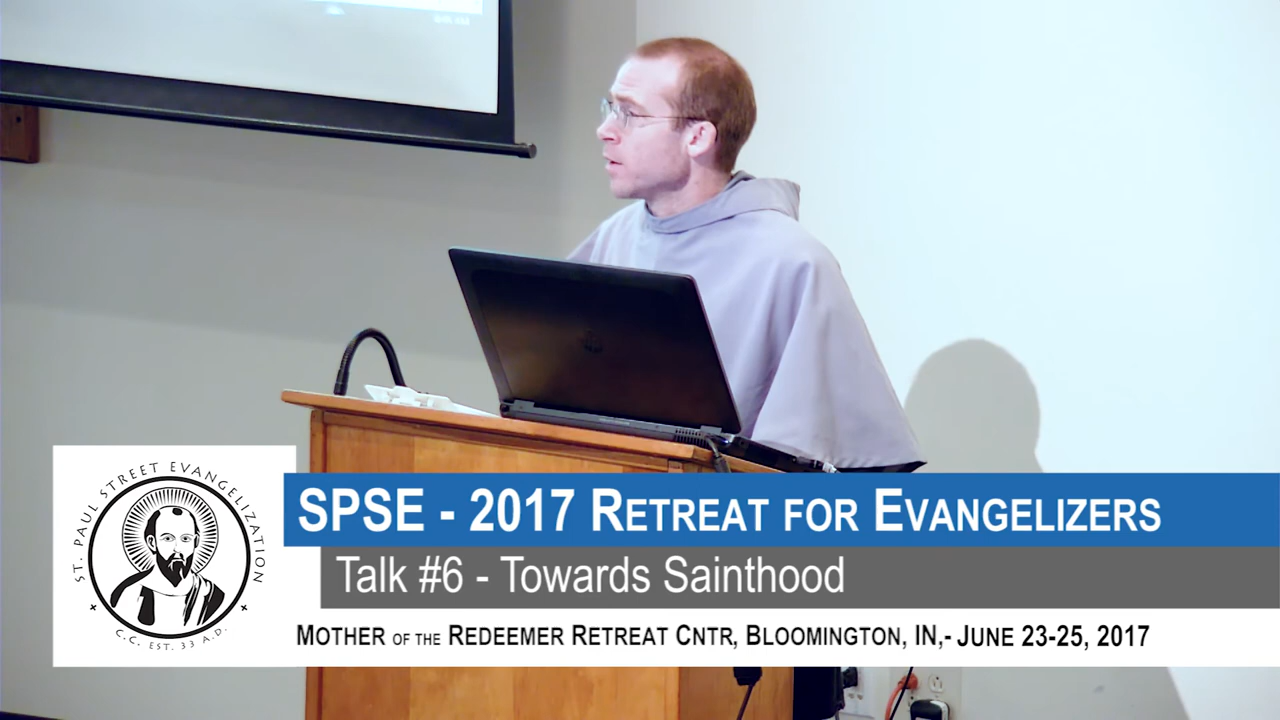 SPSE - 2017 RETREAT FOR EVANGELIZERS
Talk #6 - Towards Sainthood
MOTHER OF THE REDEEMER RETREAT CNTR, BLOOMINGTON, IN,- JUNE 23-25, 2017
ST. PAUL STREET EVANGELIZATION
C.C. EST. 33 A.D.